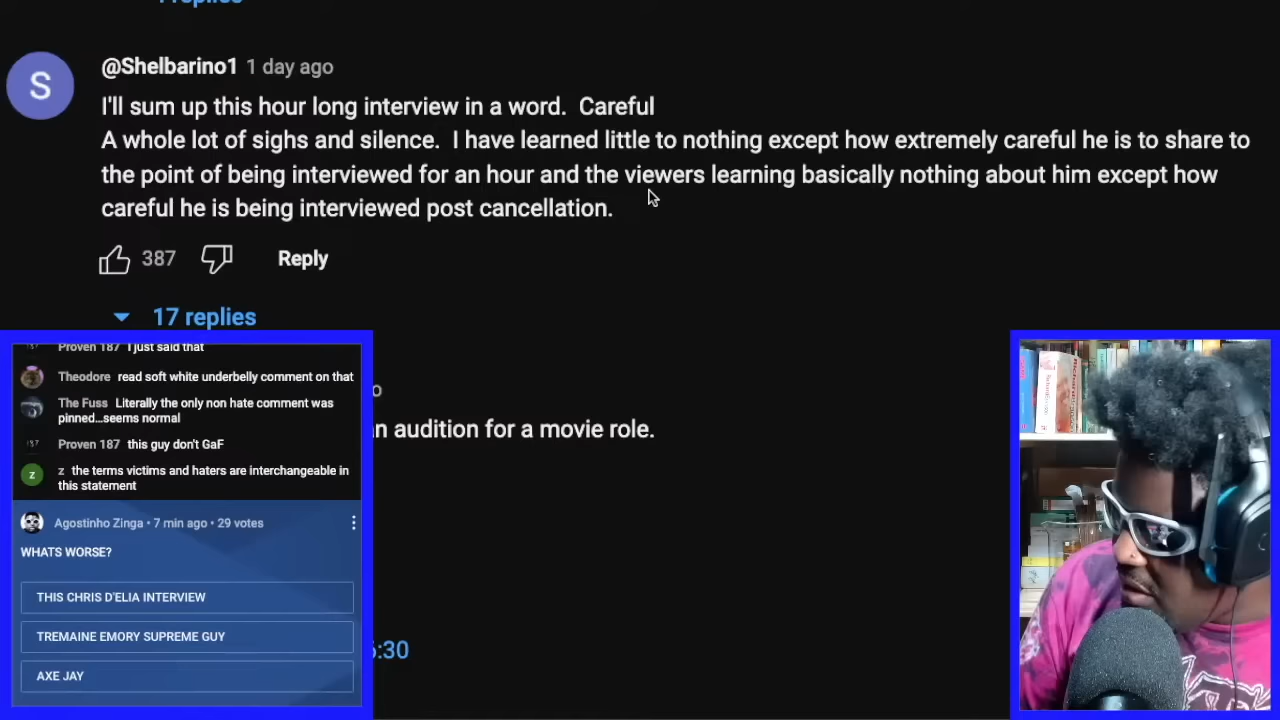 replies
@Shelbarino1 1 day ago
I'll sum up this hour long interview in a word. Careful
A whole lot of sighs and silence. I have learned little to nothing except how extremely careful he is to share to
the point of being interviewed for an hour and the viewers learning basically nothing about him except how
careful he is being interviewed post cancellation.
387 Reply
17 replies
S
Proven 187 I just said that
Theodore read soft white underbelly comment on that
The Fuss Literally the only non hate comment was
pinned...seems normal
Proven 187 this guy don't GaF
z the terms victims and haters are interchangeable in
this statement
Agostinho Zinga • 7 min ago • 29 votes
WHATS WORSE?
THIS CHRIS D'ELIA INTERVIEW
TREMAINE EMORY SUPREME GUY
AXE JAY
an audition for a movie role.
:30